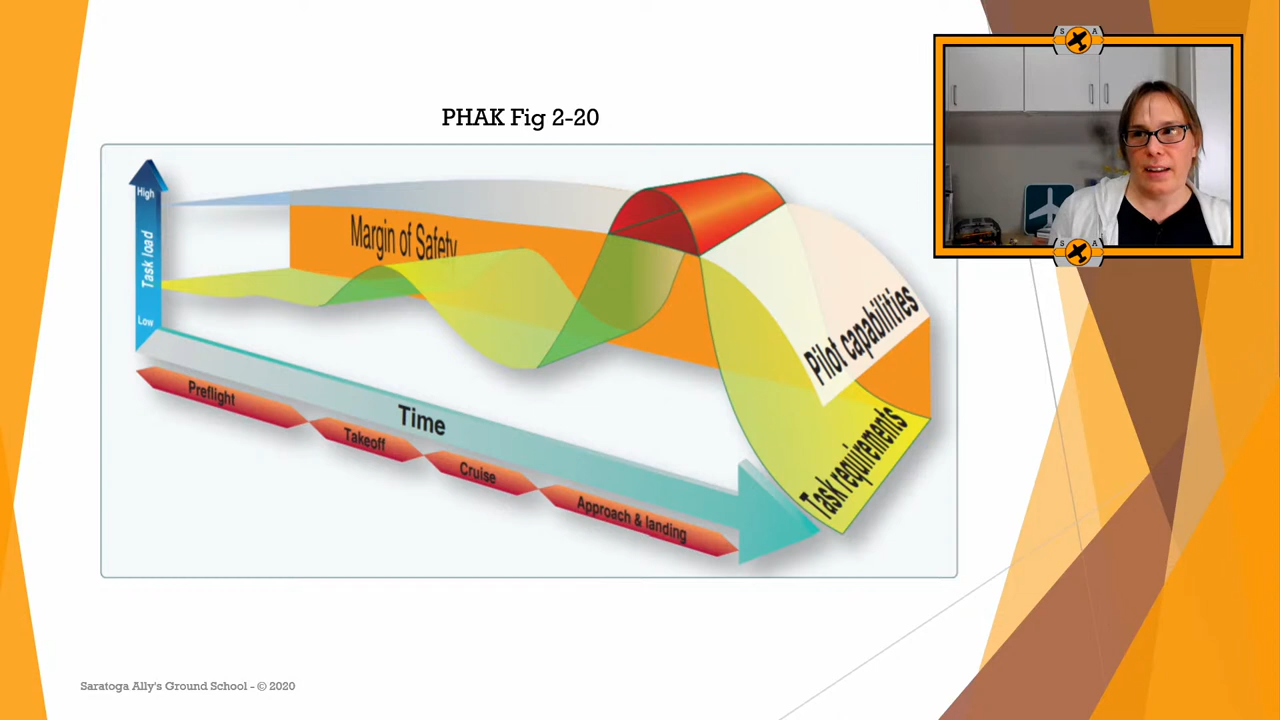 PHAK Fig 2-20
S A
High
Task load
Low
Margin of Safety
Pilot capabilities
Task requirements
Time
Preflight
Takeoff
Cruise
Approach & landing
S A
Saratoga Ally's Ground School - © 2020